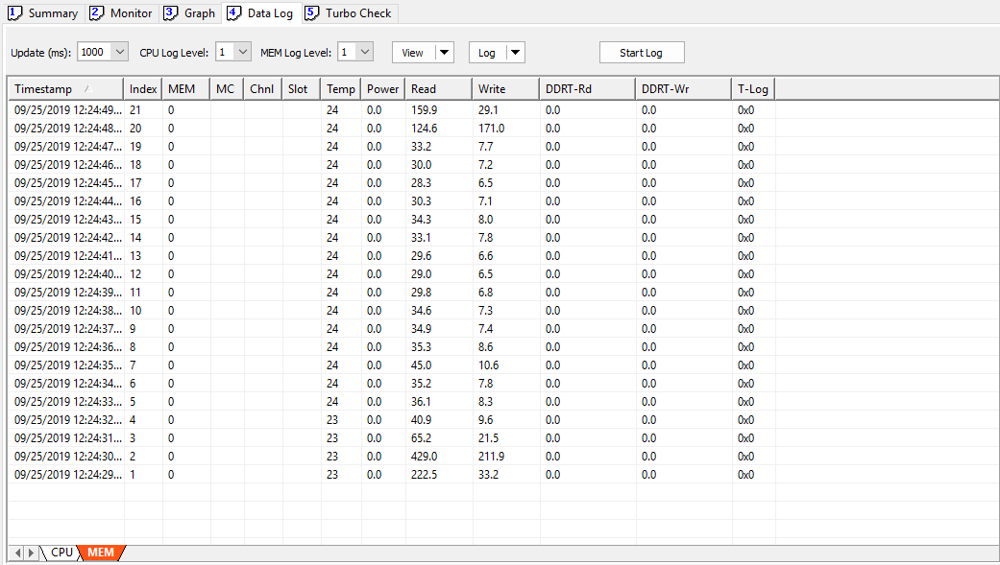 1 Summary 2 Monitor 3 Graph 4 Data Log 5 Turbo Check
Update (ms): 1000 CPU Log Level: 1 MEM Log Level: 1 View Log Start Log
Timestamp Index MEM MC Chnl Slot Temp Power Read Write DDRT-Rd DDRT-Wr T-Log
09/25/2019 12:24:49... 21 0 24 0.0 159.9 29.1 0.0 0.0 0x0
09/25/2019 12:24:48... 20 0 24 0.0 124.6 171.0 0.0 0.0 0x0
09/25/2019 12:24:47... 19 0 24 0.0 33.2 7.7 0.0 0.0 0x0
09/25/2019 12:24:46... 18 0 24 0.0 30.0 7.2 0.0 0.0 0x0
09/25/2019 12:24:45... 17 0 24 0.0 28.3 6.5 0.0 0.0 0x0
09/25/2019 12:24:44... 16 0 24 0.0 30.3 7.1 0.0 0.0 0x0
09/25/2019 12:24:43... 15 0 24 0.0 34.3 8.0 0.0 0.0 0x0
09/25/2019 12:24:42... 14 0 24 0.0 33.1 7.8 0.0 0.0 0x0
09/25/2019 12:24:41... 13 0 24 0.0 29.6 6.6 0.0 0.0 0x0
09/25/2019 12:24:40... 12 0 24 0.0 29.0 6.5 0.0 0.0 0x0
09/25/2019 12:24:39... 11 0 24 0.0 29.8 6.8 0.0 0.0 0x0
09/25/2019 12:24:38... 10 0 24 0.0 34.6 7.3 0.0 0.0 0x0
09/25/2019 12:24:37... 9 0 24 0.0 34.9 7.4 0.0 0.0 0x0
09/25/2019 12:24:36... 8 0 24 0.0 35.3 8.6 0.0 0.0 0x0
09/25/2019 12:24:35... 7 0 24 0.0 45.0 10.6 0.0 0.0 0x0
09/25/2019 12:24:34... 6 0 24 0.0 35.2 7.8 0.0 0.0 0x0
09/25/2019 12:24:33... 5 0 24 0.0 36.1 8.3 0.0 0.0 0x0
09/25/2019 12:24:32... 4 0 23 0.0 40.9 9.6 0.0 0.0 0x0
09/25/2019 12:24:31... 3 0 23 0.0 65.2 21.5 0.0 0.0 0x0
09/25/2019 12:24:30... 2 0 23 0.0 429.0 211.9 0.0 0.0 0x0
09/25/2019 12:24:29... 1 0 23 0.0 222.5 33.2 0.0 0.0 0x0
CPU MEM